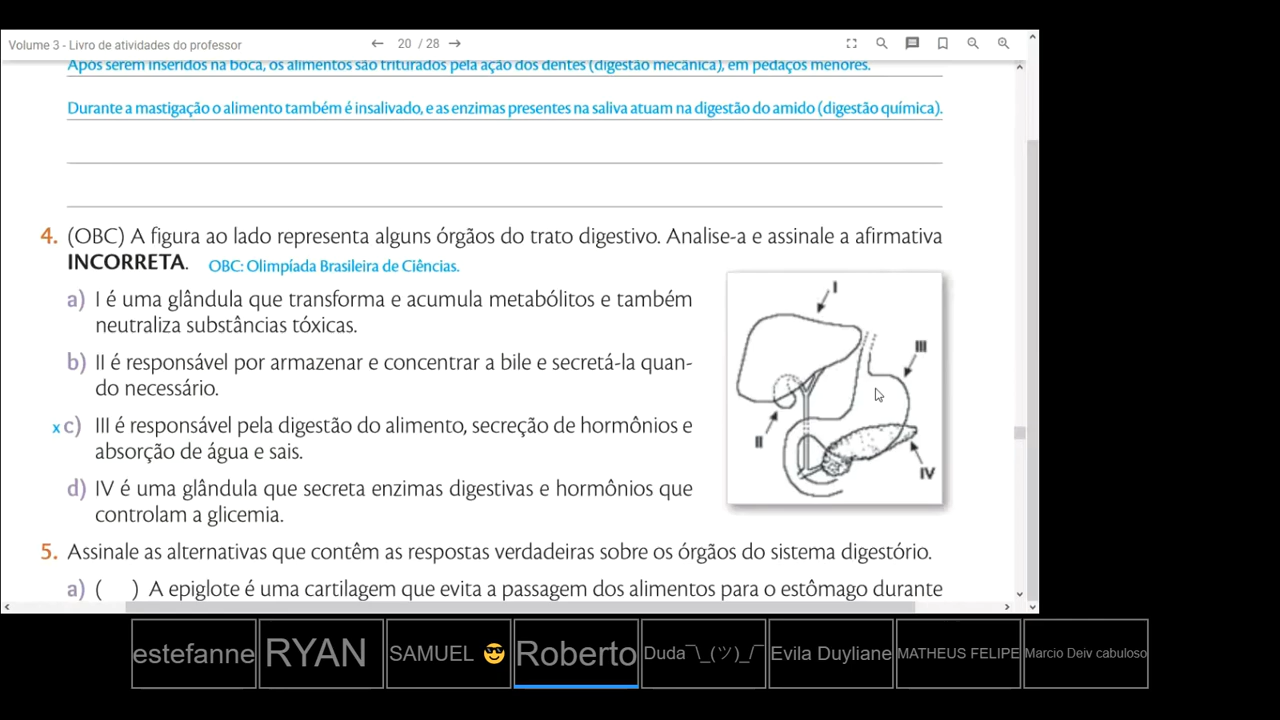 Volume 3 - Livro de atividades do professor
20 / 28
Após serem inseridos na boca, os alimentos são triturados pela ação dos dentes (digestão mecânica), em pedaços menores.
Durante a mastigação o alimento também é insalivado, e as enzimas presentes na saliva atuam na digestão do amido (digestão química).
4. (OBC) A figura ao lado representa alguns órgãos do trato digestivo. Analise-a e assinale a afirmativa
INCORRETA. OBC: Olimpíada Brasileira de Ciências.
a) I é uma glândula que transforma e acumula metabólitos e também
neutraliza substâncias tóxicas.
b) II é responsável por armazenar e concentrar a bile e secretá-la quan-
do necessário.
x c) III é responsável pela digestão do alimento, secreção de hormônios e
absorção de água e sais.
d) IV é uma glândula que secreta enzimas digestivas e hormônios que
controlam a glicemia.
I
III
II
IV
5. Assinale as alternativas que contêm as respostas verdadeiras sobre os órgãos do sistema digestório.
a) ( ) A epiglote é uma cartilagem que evita a passagem dos alimentos para o estômago durante
estefanne
RYAN
SAMUEL 😎
Roberto
Duda¯\_(ツ)_/¯
Evila Duyliane
MATHEUS FELIPE
Marcio Deiv cabuloso